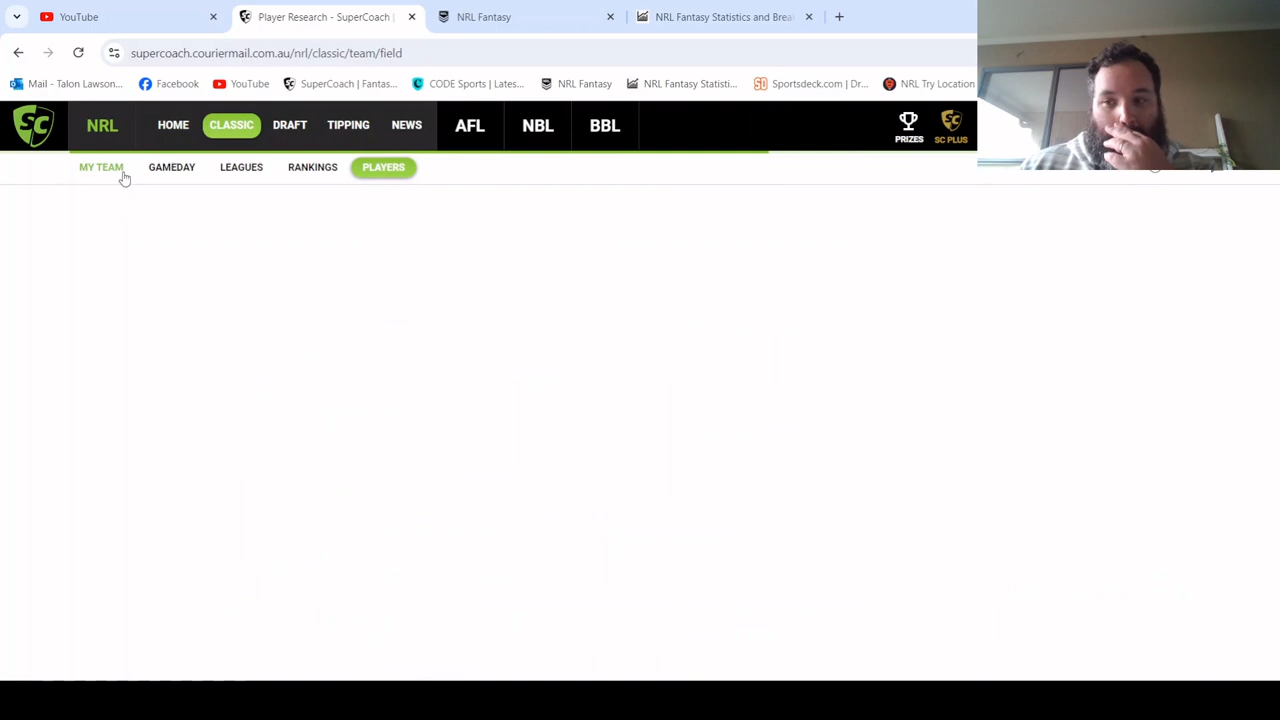 YouTube
Player Research - SuperCoach |
NRL Fantasy
NRL Fantasy Statistics and Brea
supercoach.couriermail.com.au/nrl/classic/team/field
Mail - Talon Lawson...
Facebook
YouTube
SuperCoach | Fantas...
CODE Sports | Lates...
NRL Fantasy
NRL Fantasy Statisti...
Sportsdeck.com | Dr...
NRL Try Location
SC
NRL
HOME
CLASSIC
DRAFT
TIPPING
NEWS
AFL
NBL
BBL
PRIZES
SC PLUS
MY TEAM
GAMEDAY
LEAGUES
RANKINGS
PLAYERS